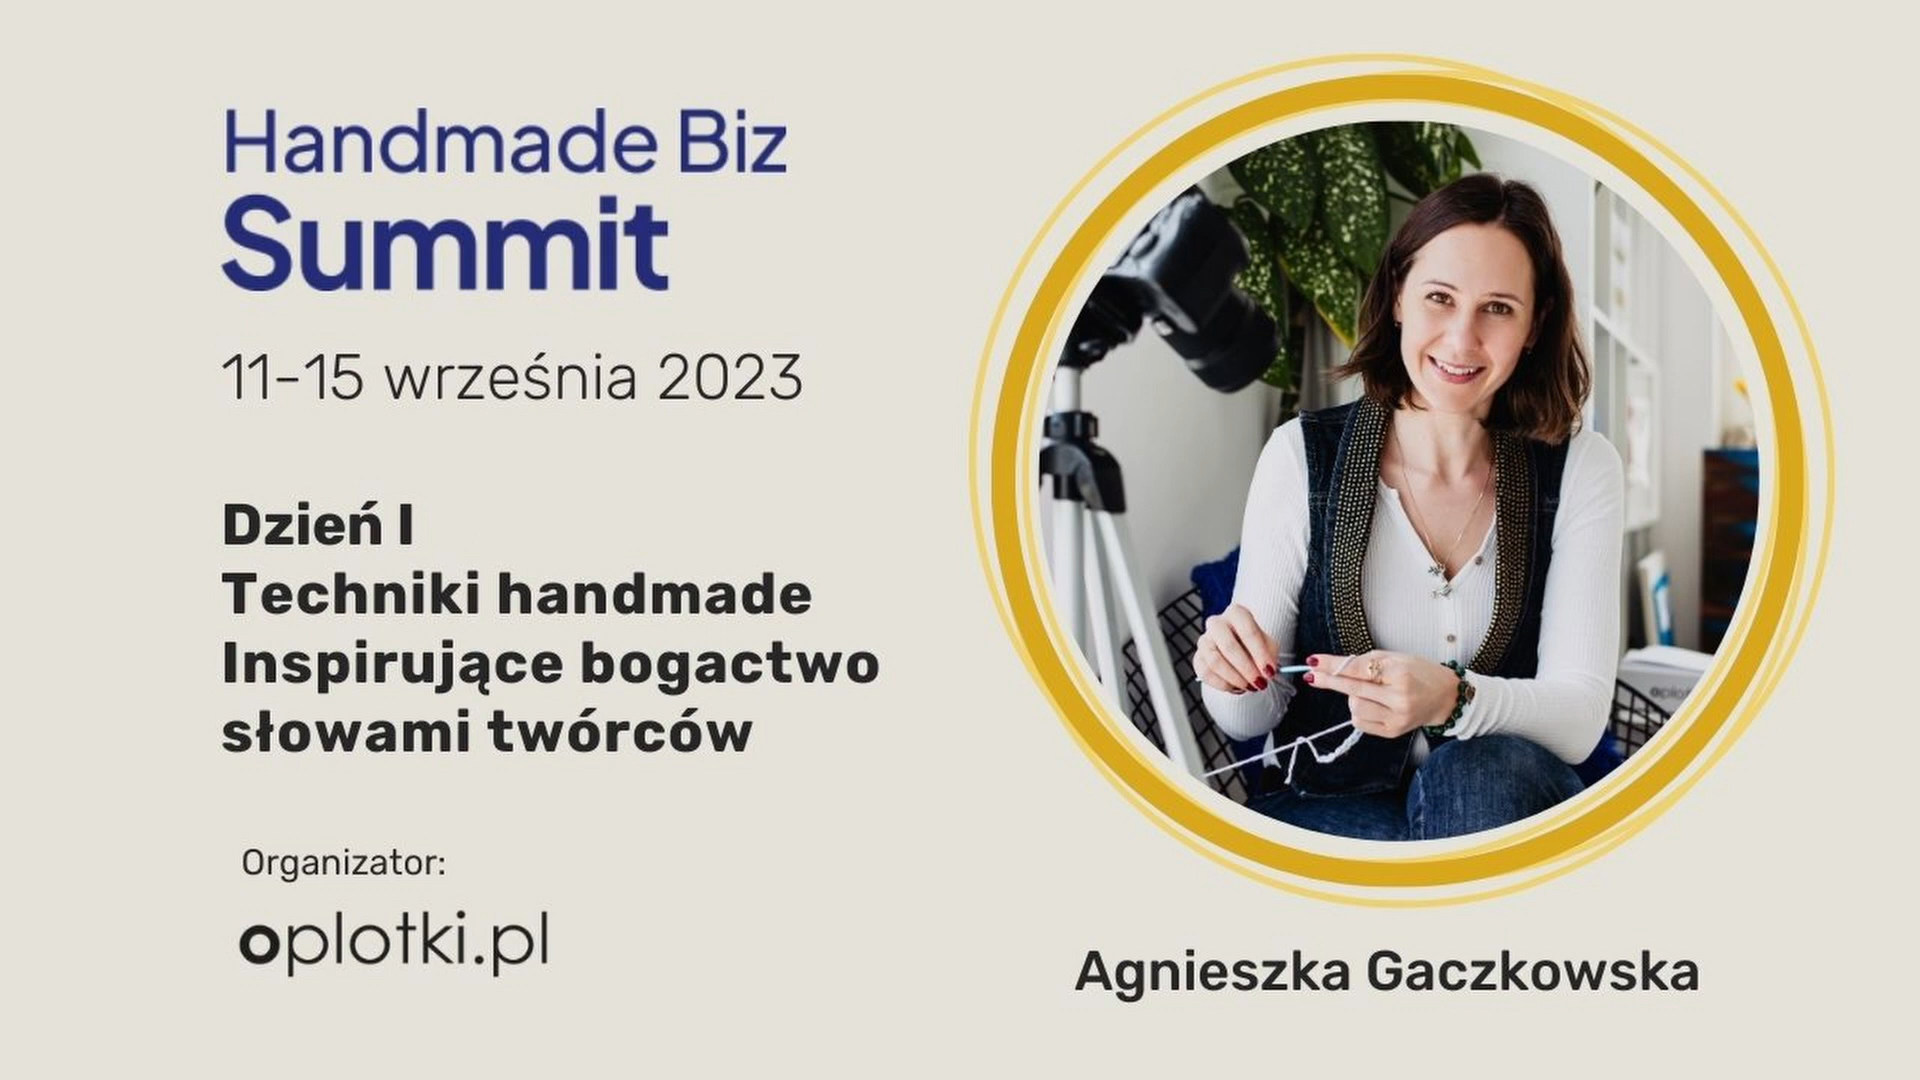 Handmade Biz
Summit
11-15 września 2023
Dzień I
Techniki handmade
Inspirujące bogactwo
słowami twórców
Organizator:
oplotki.pl
Agnieszka Gaczkowska